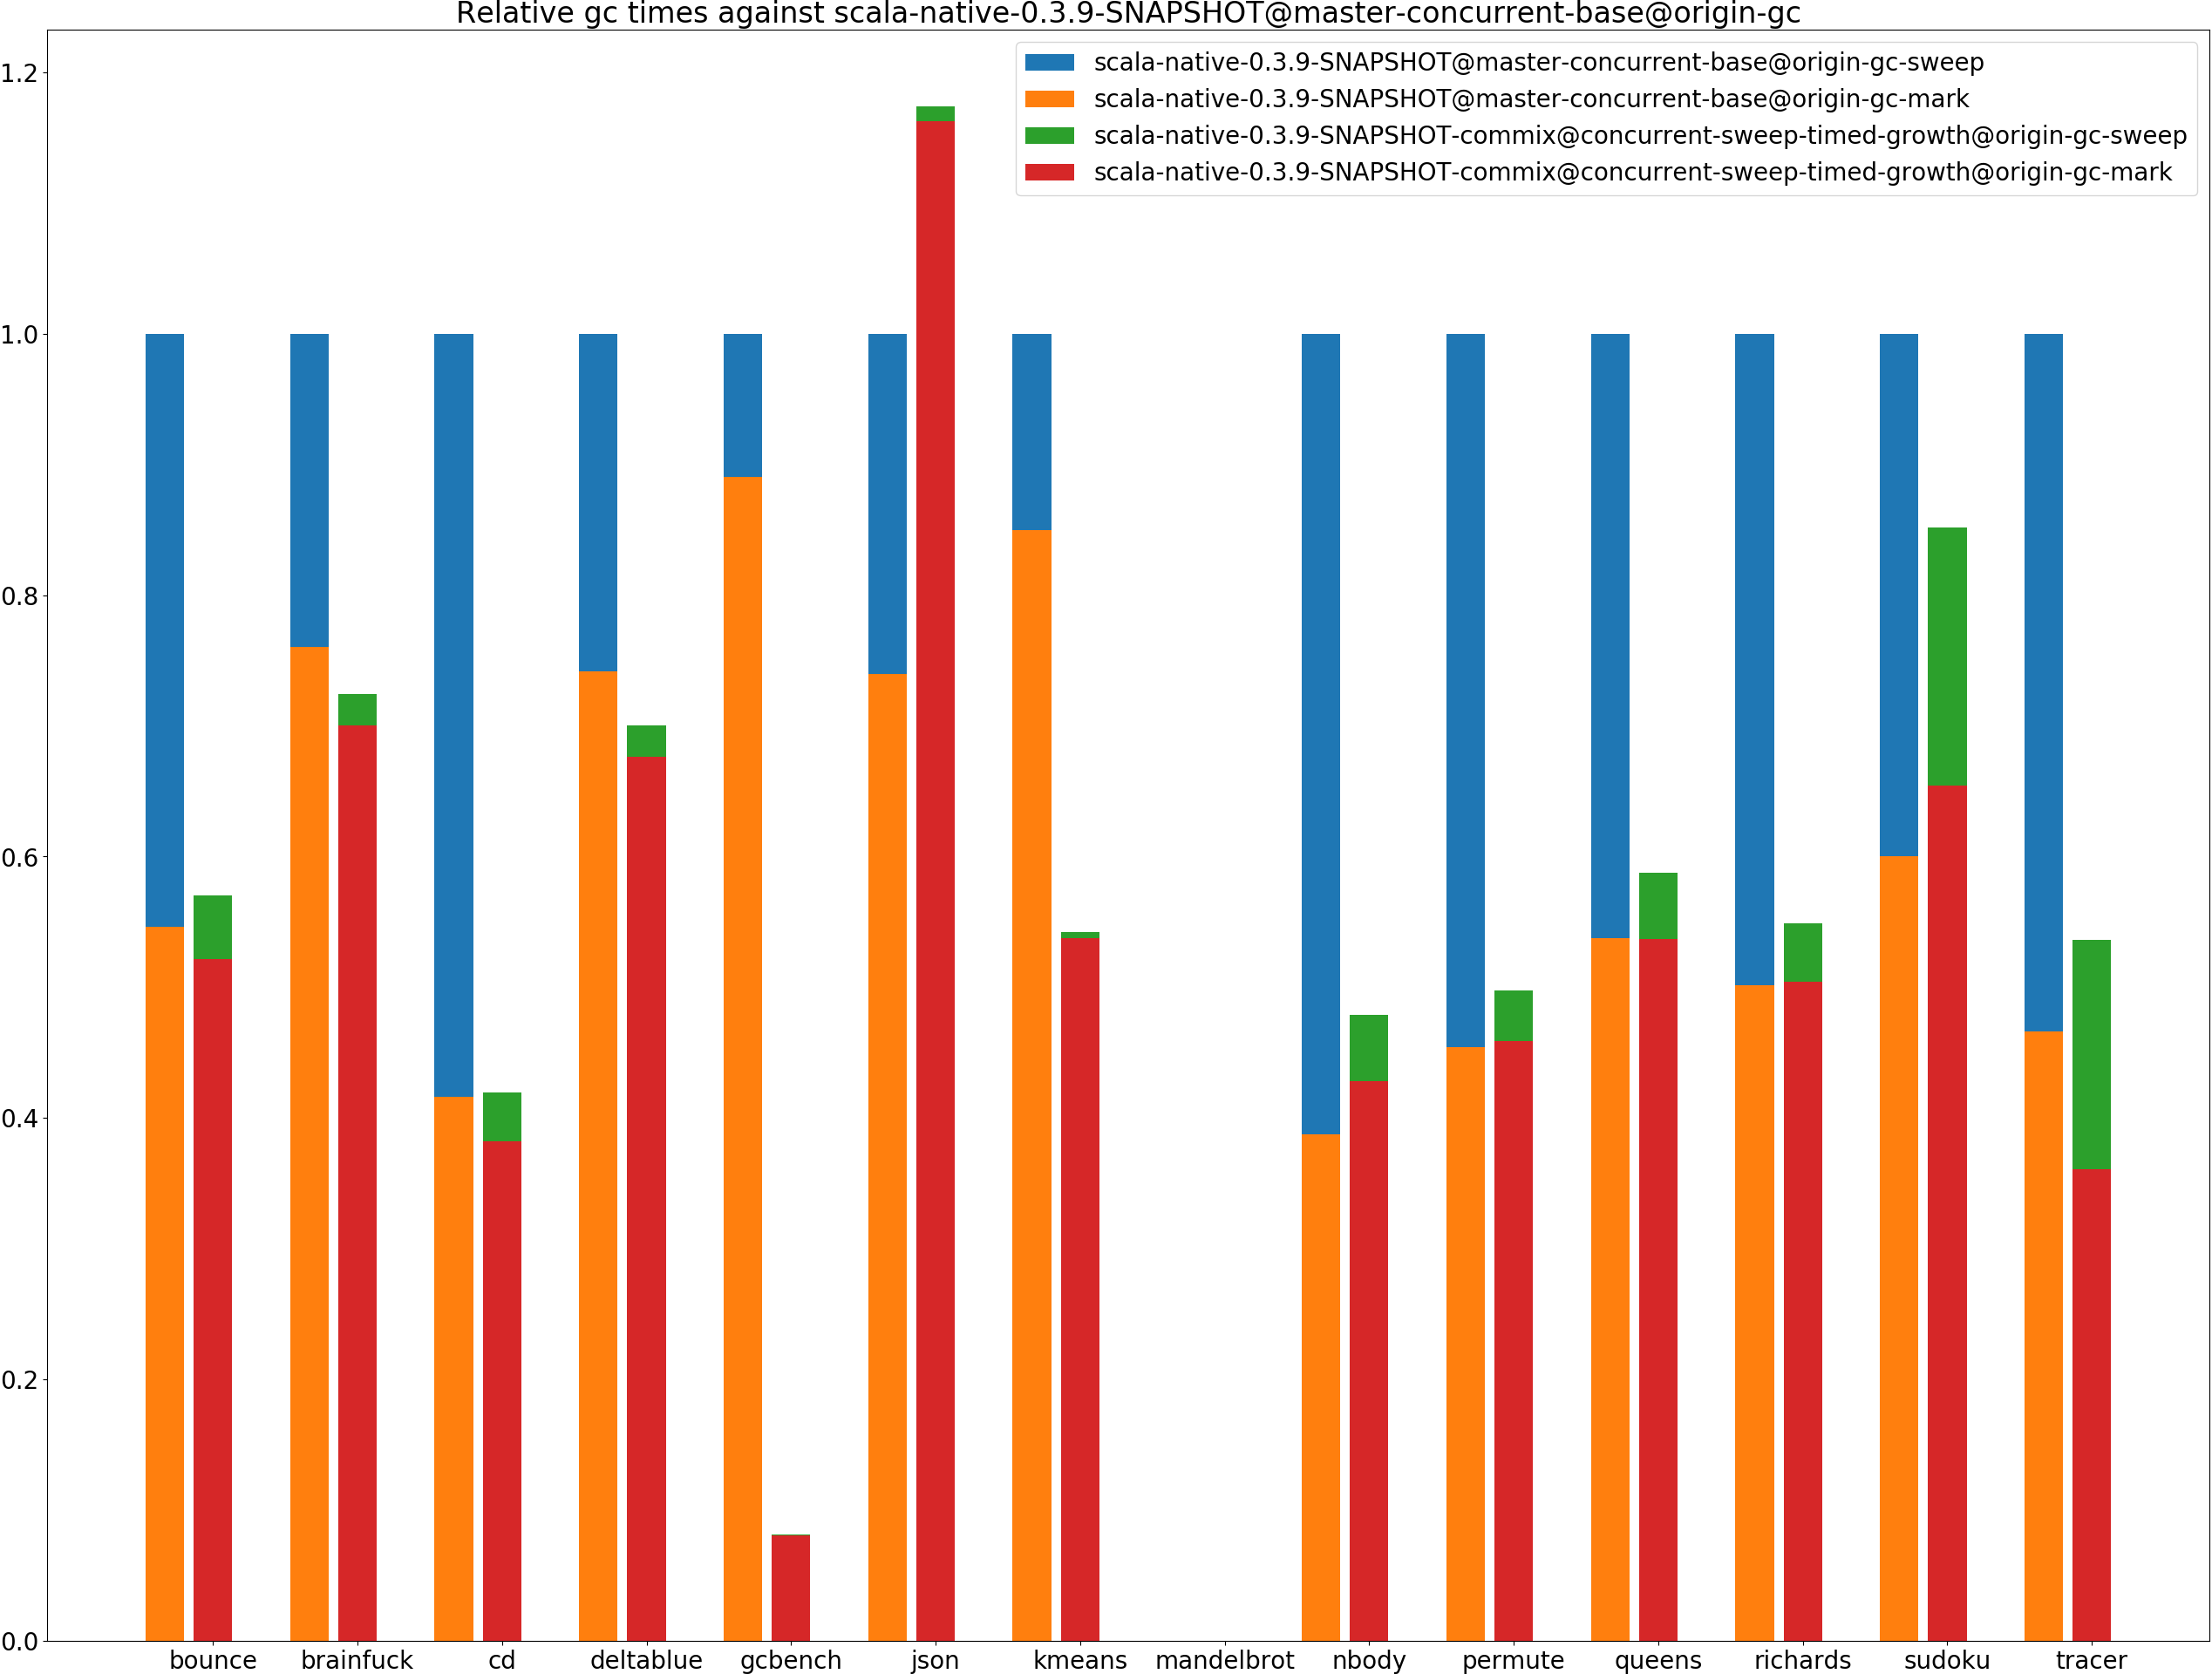 Relative gc times against scala-native-0.3.9-SNAPSHOT@master-concurrent-base@origin-gc
scala-native-0.3.9-SNAPSHOT@master-concurrent-base@origin-gc-sweep
scala-native-0.3.9-SNAPSHOT@master-concurrent-base@origin-gc-mark
scala-native-0.3.9-SNAPSHOT-commix@concurrent-sweep-timed-growth@origin-gc-sweep
scala-native-0.3.9-SNAPSHOT-commix@concurrent-sweep-timed-growth@origin-gc-mark
1.2
1.0
0.8
0.6
0.4
0.2
0.0
bounce brainfuck cd deltablue gcbench json kmeans mandelbrot nbody permute queens richards sudoku tracer